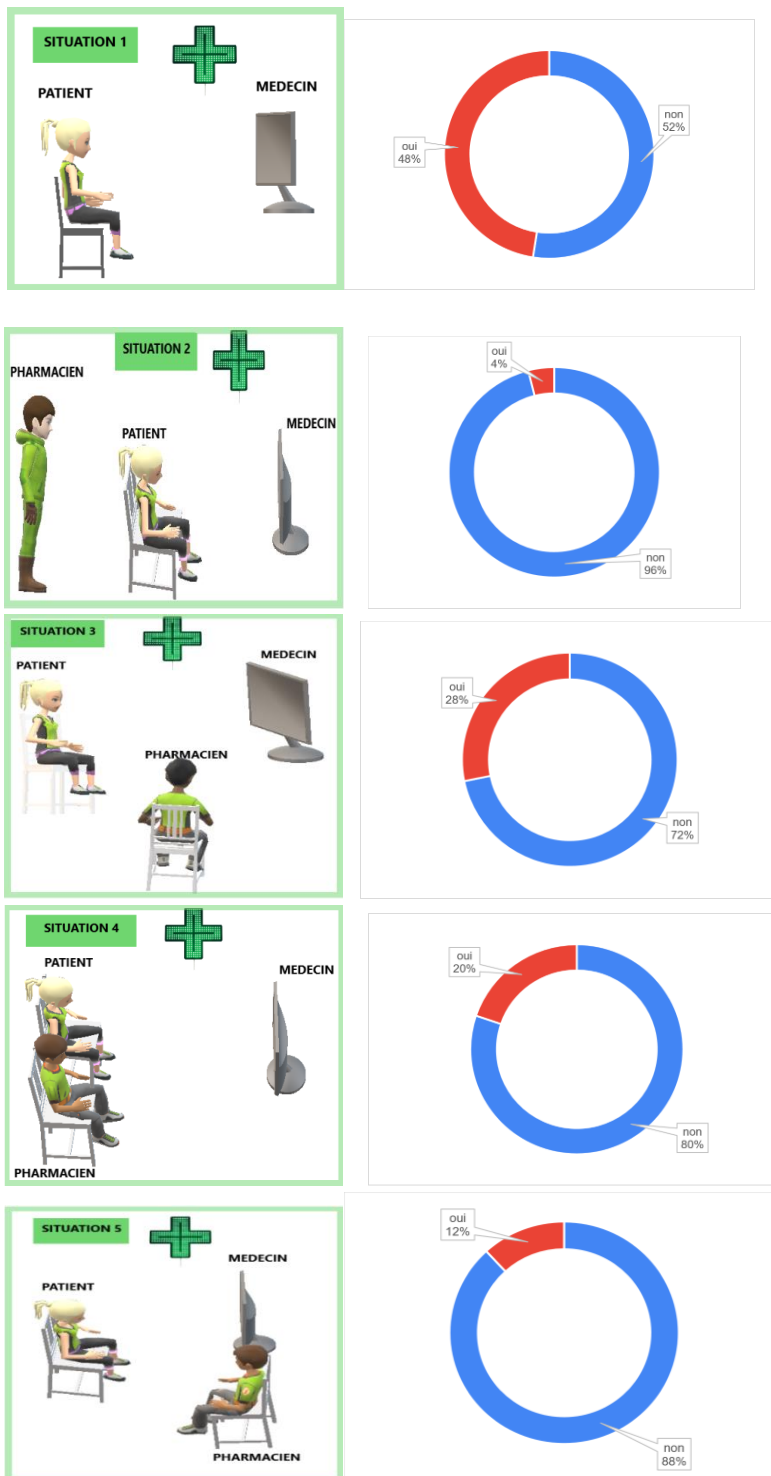 SITUATION 1
PATIENT
MEDECIN
oui
48%
non
52%
SITUATION 2
PHARMACIEN
PATIENT
MEDECIN
oui
4%
non
96%
SITUATION 3
PATIENT
MEDECIN
PHARMACIEN
oui
28%
non
72%
SITUATION 4
PATIENT
MEDECIN
PHARMACIEN
oui
20%
non
80%
SITUATION 5
PATIENT
MEDECIN
PHARMACIEN
oui
12%
non
88%